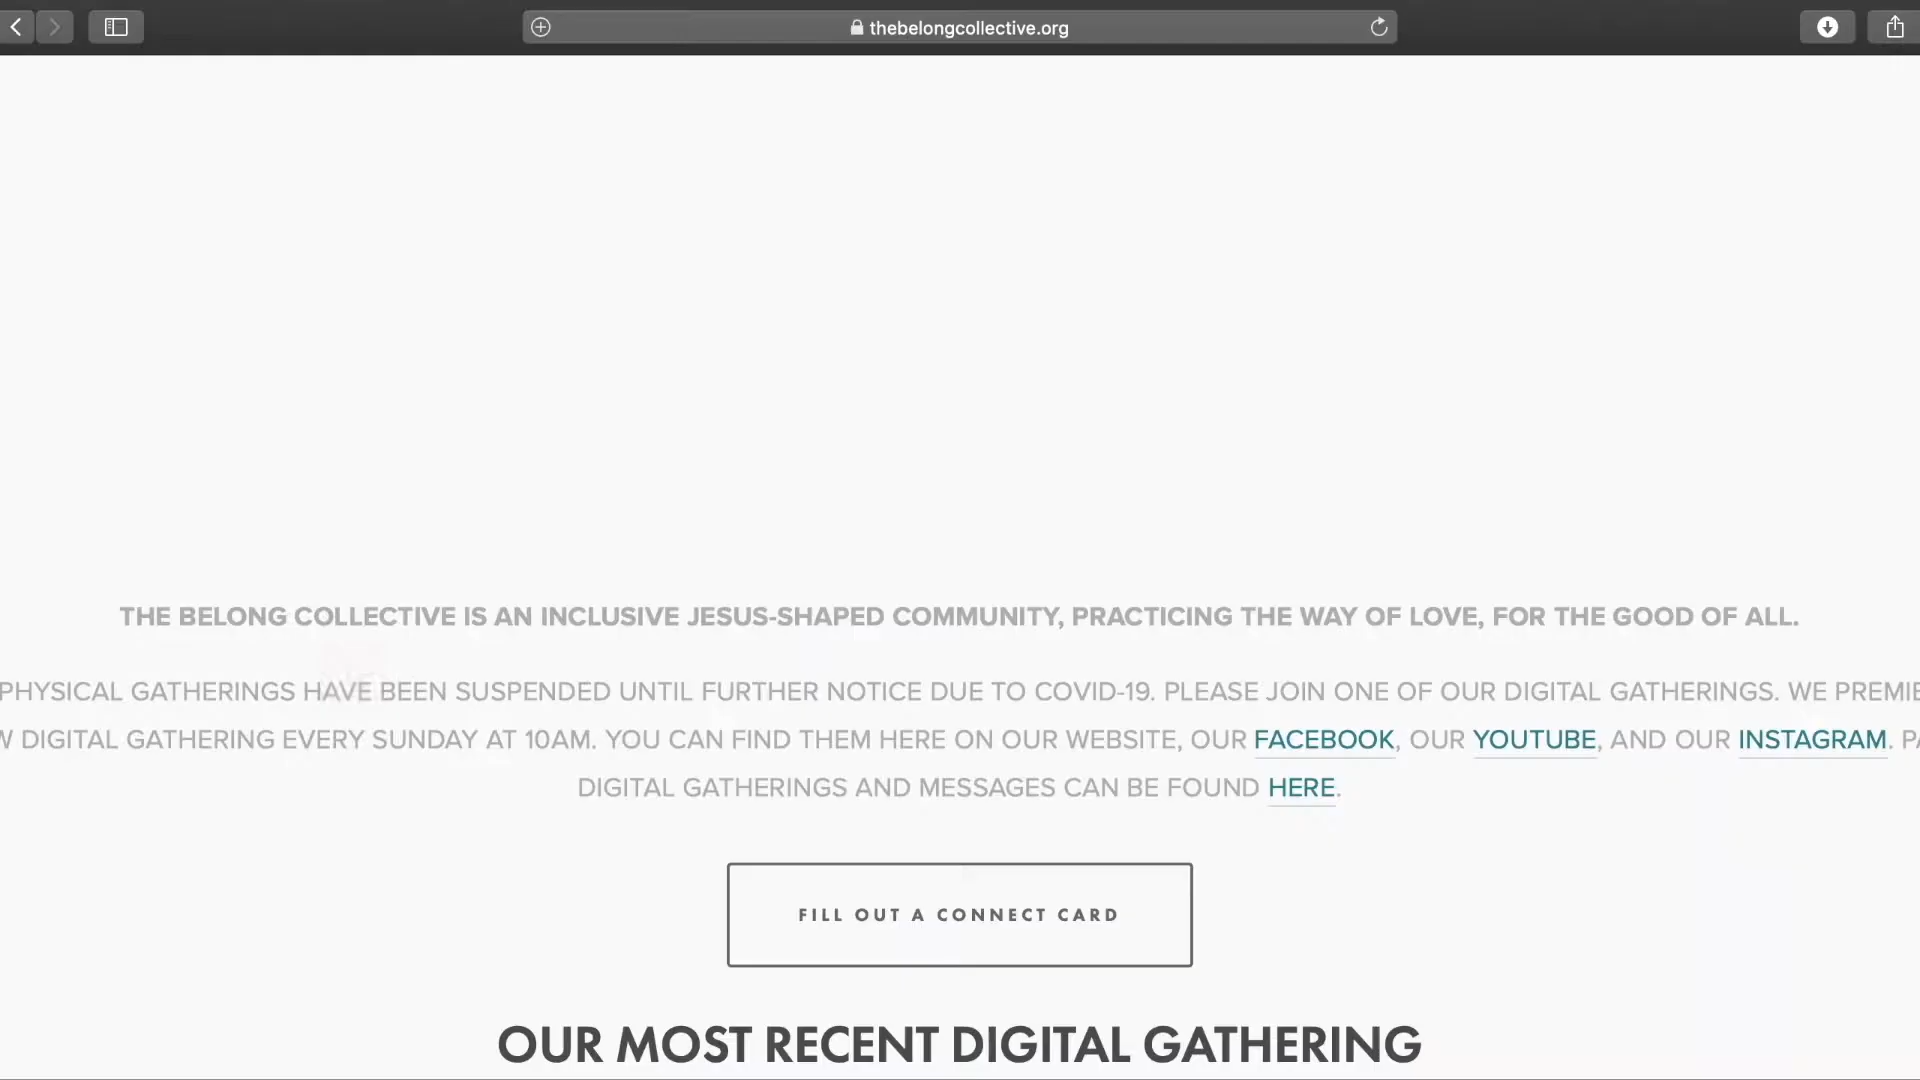 thebelongcollective.org
THE BELONG COLLECTIVE IS AN INCLUSIVE JESUS-SHAPED COMMUNITY, PRACTICING THE WAY OF LOVE, FOR THE GOOD OF ALL.
PHYSICAL GATHERINGS HAVE BEEN SUSPENDED UNTIL FURTHER NOTICE DUE TO COVID-19. PLEASE JOIN ONE OF OUR DIGITAL GATHERINGS. WE
DIGITAL GATHERING EVERY SUNDAY AT 10AM. YOU CAN FIND THEM HERE ON OUR WEBSITE, OUR FACEBOOK, OUR YOUTUBE, AND OUR INSTAGRAM.
DIGITAL GATHERINGS AND MESSAGES CAN BE FOUND HERE.
FILL OUT A CONNECT CARD
OUR MOST RECENT DIGITAL GATHERING